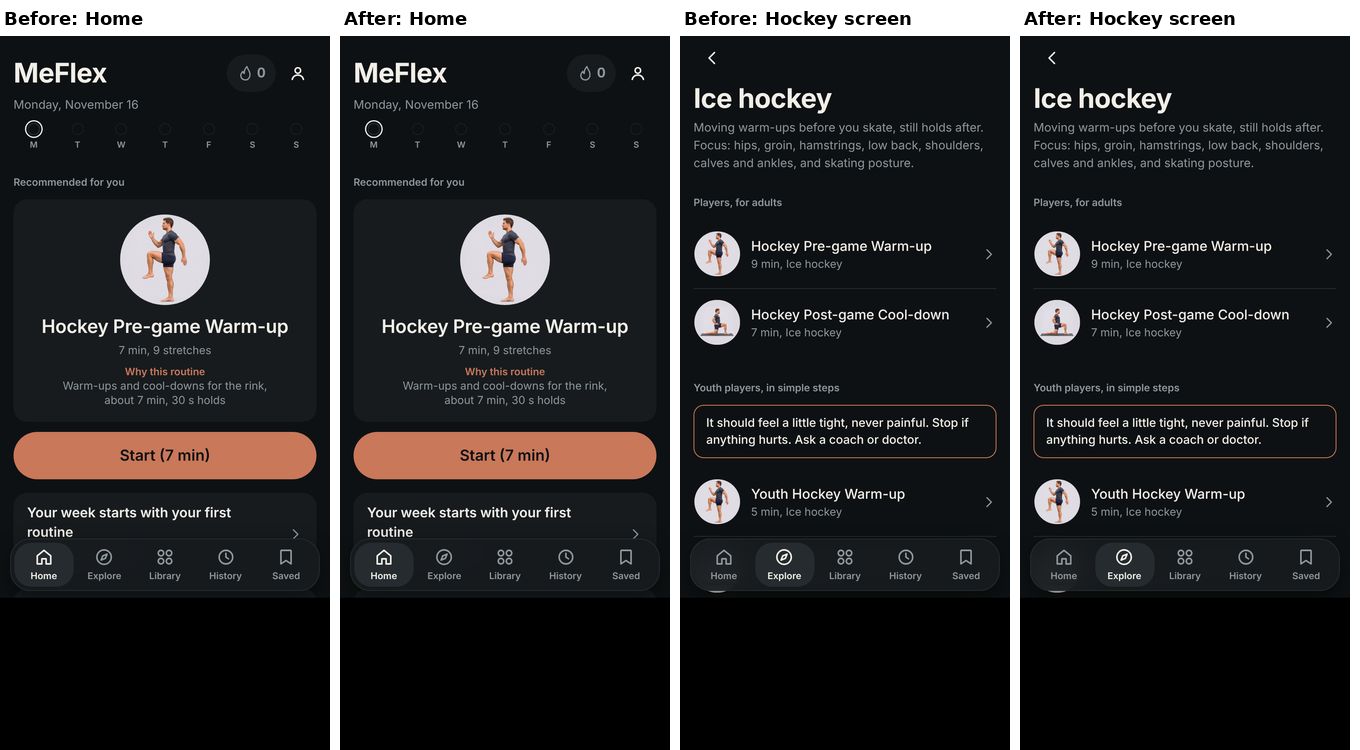 Before: Home
MeFlex
0
Monday, November 16
M T W T F S S
Recommended for you
Hockey Pre-game Warm-up
7 min, 9 stretches
Why this routine
Warm-ups and cool-downs for the rink,
about 7 min, 30 s holds
Start (7 min)
Your week starts with your first
routine
Home Explore Library History Saved
After: Home
MeFlex
0
Monday, November 16
M T W T F S S
Recommended for you
Hockey Pre-game Warm-up
7 min, 9 stretches
Why this routine
Warm-ups and cool-downs for the rink,
about 7 min, 30 s holds
Start (7 min)
Your week starts with your first
routine
Home Explore Library History Saved
Before: Hockey screen
Ice hockey
Moving warm-ups before you skate, still holds after.
Focus: hips, groin, hamstrings, low back, shoulders,
calves and ankles, and skating posture.
Players, for adults
Hockey Pre-game Warm-up
9 min, Ice hockey
Hockey Post-game Cool-down
7 min, Ice hockey
Youth players, in simple steps
It should feel a little tight, never painful. Stop if
anything hurts. Ask a coach or doctor.
Youth Hockey Warm-up
5 min, Ice hockey
Home Explore Library History Saved
After: Hockey screen
Ice hockey
Moving warm-ups before you skate, still holds after.
Focus: hips, groin, hamstrings, low back, shoulders,
calves and ankles, and skating posture.
Players, for adults
Hockey Pre-game Warm-up
9 min, Ice hockey
Hockey Post-game Cool-down
7 min, Ice hockey
Youth players, in simple steps
It should feel a little tight, never painful. Stop if
anything hurts. Ask a coach or doctor.
Youth Hockey Warm-up
5 min, Ice hockey
Home Explore Library History Saved